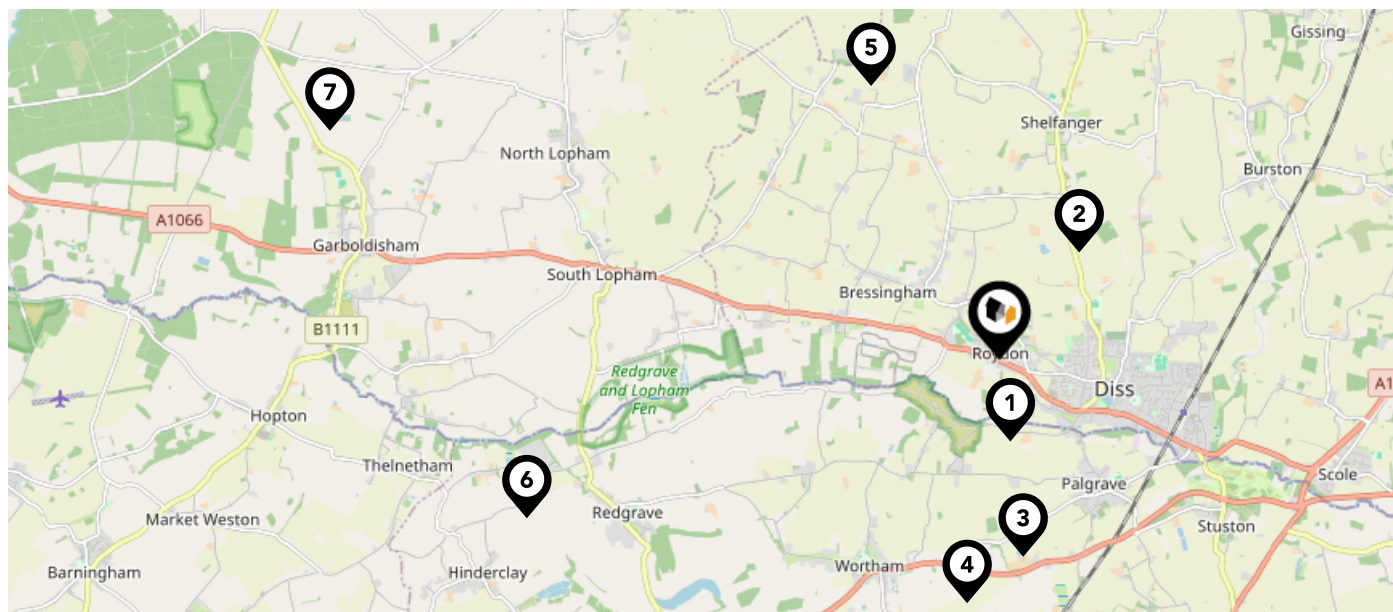 Gissing
5
7
Shelfanger
North Lopham
Burston
A1066
2
Garboldisham
South Lopham
Bressingham
B1111
Roydon
Redgrave
and Lopham
Fen
A1
Diss
1
Hopton
Thelnetham
Scole
6
Palgrave
Market Weston
Redgrave
3
Stuston
Barningham
Hinderclay
Wortham
4